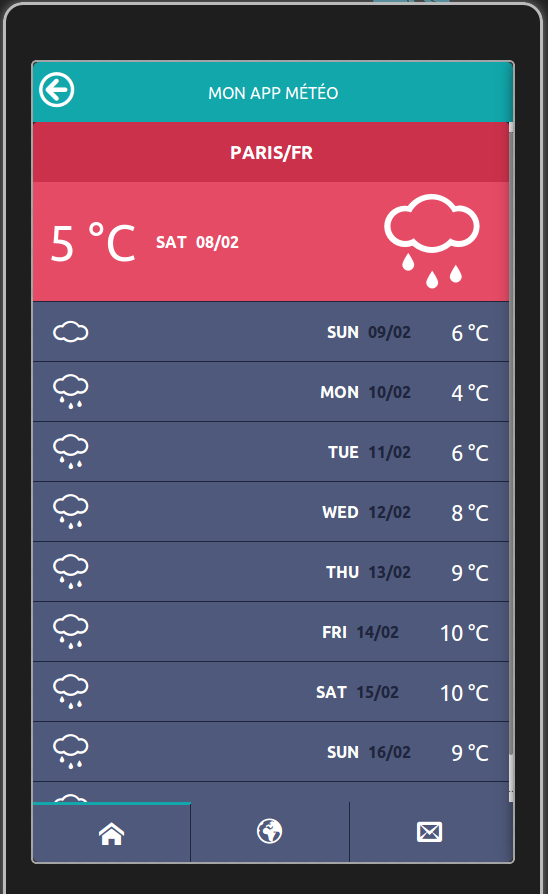 MON APP MÉTÉO
PARIS/FR
5 °C SAT 08/02
SUN 09/02 6 °C
MON 10/02 4 °C
TUE 11/02 6 °C
WED 12/02 8 °C
THU 13/02 9 °C
FRI 14/02 10 °C
SAT 15/02 10 °C
SUN 16/02 9 °C